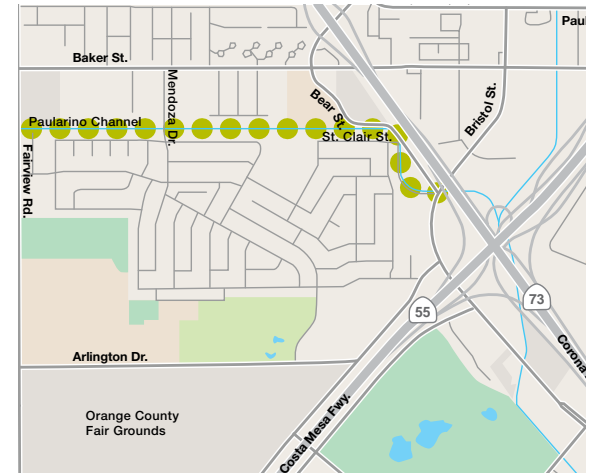 Paul
Baker St.
Mendoza Dr.
Bear St.
Bristol St.
Paularino Channel
St. Clair St.
Fairview Rd.
73
55
Corona
Arlington Dr.
Costa Mesa Fwy.
Orange County
Fair Grounds